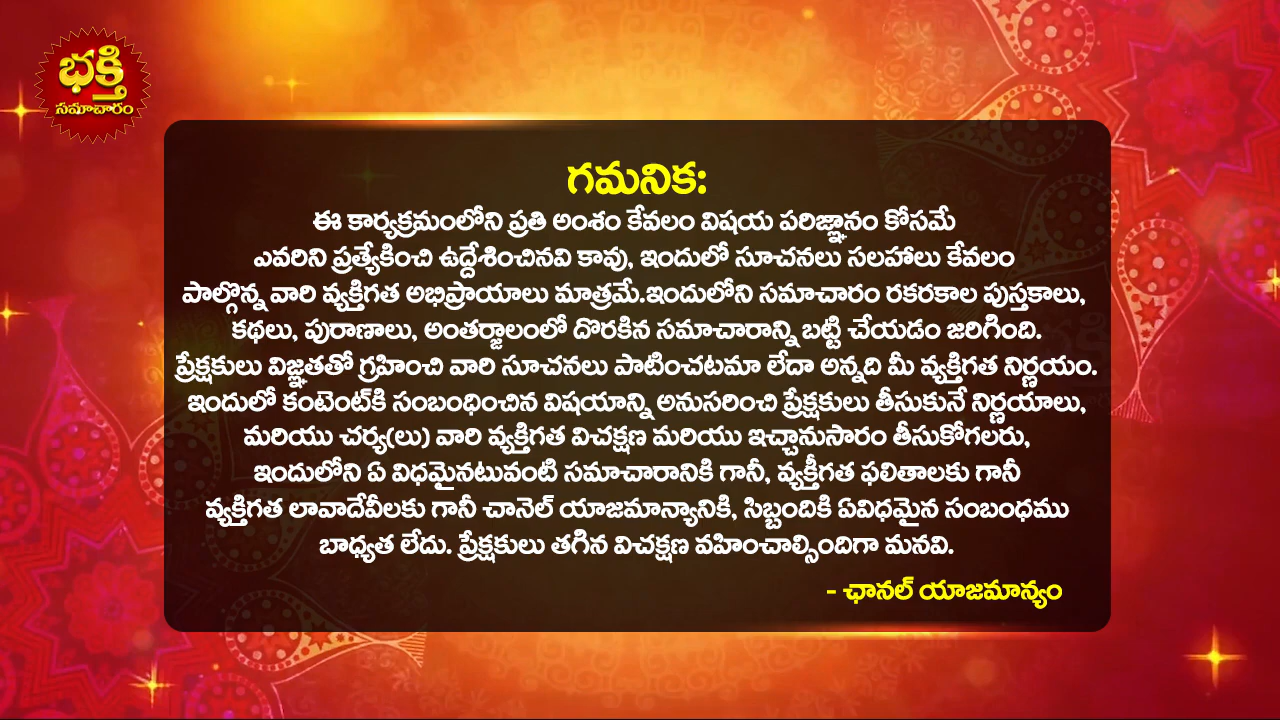 భక్తి
సమాచారం
గమనిక:
ఈ కార్యక్రమంలోని ప్రతి అంశం కేవలం విషయ పరిజ్ఞానం కోసమే
ఎవరిని ప్రత్యేకించి ఉద్దేశించినవి కావు, ఇందులో సూచనలు సలహాలు కేవలం
పాల్గొన్న వారి వ్యక్తిగత అభిప్రాయాలు మాత్రమే.ఇందులోని సమాచారం రకరకాల పుస్తకాలు,
కథలు, పురాణాలు, అంతర్జాలంలో దొరకిన సమాచారాన్ని బట్టి చేయడం జరిగింది.
ప్రేక్షకులు విజ్ఞతతో గ్రహించి వారి సూచనలు పాటించటమా లేదా అన్నది మీ వ్యక్తిగత నిర్ణయం.
ఇందులో కంటెంట్‌కి సంబంధించిన విషయాన్ని అనుసరించి ప్రేక్షకులు తీసుకునే నిర్ణయాలు,
మరియు చర్య(లు) వారి వ్యక్తిగత విచక్షణ మరియు ఇచ్చానుసారం తీసుకోగలరు,
ఇందులోని ఏ విధమైనటువంటి సమాచారానికి గానీ, వ్యక్తీగత ఫలితాలకు గానీ
వ్యక్తిగత లావాదేవీలకు గానీ చానెల్ యాజమాన్యానికి, సిబ్బందికి ఏవిధమైన సంబంధము
బాధ్యత లేదు. ప్రేక్షకులు తగిన విచక్షణ వహించాల్సిందిగా మనవి.
- ఛానల్ యాజమాన్యం